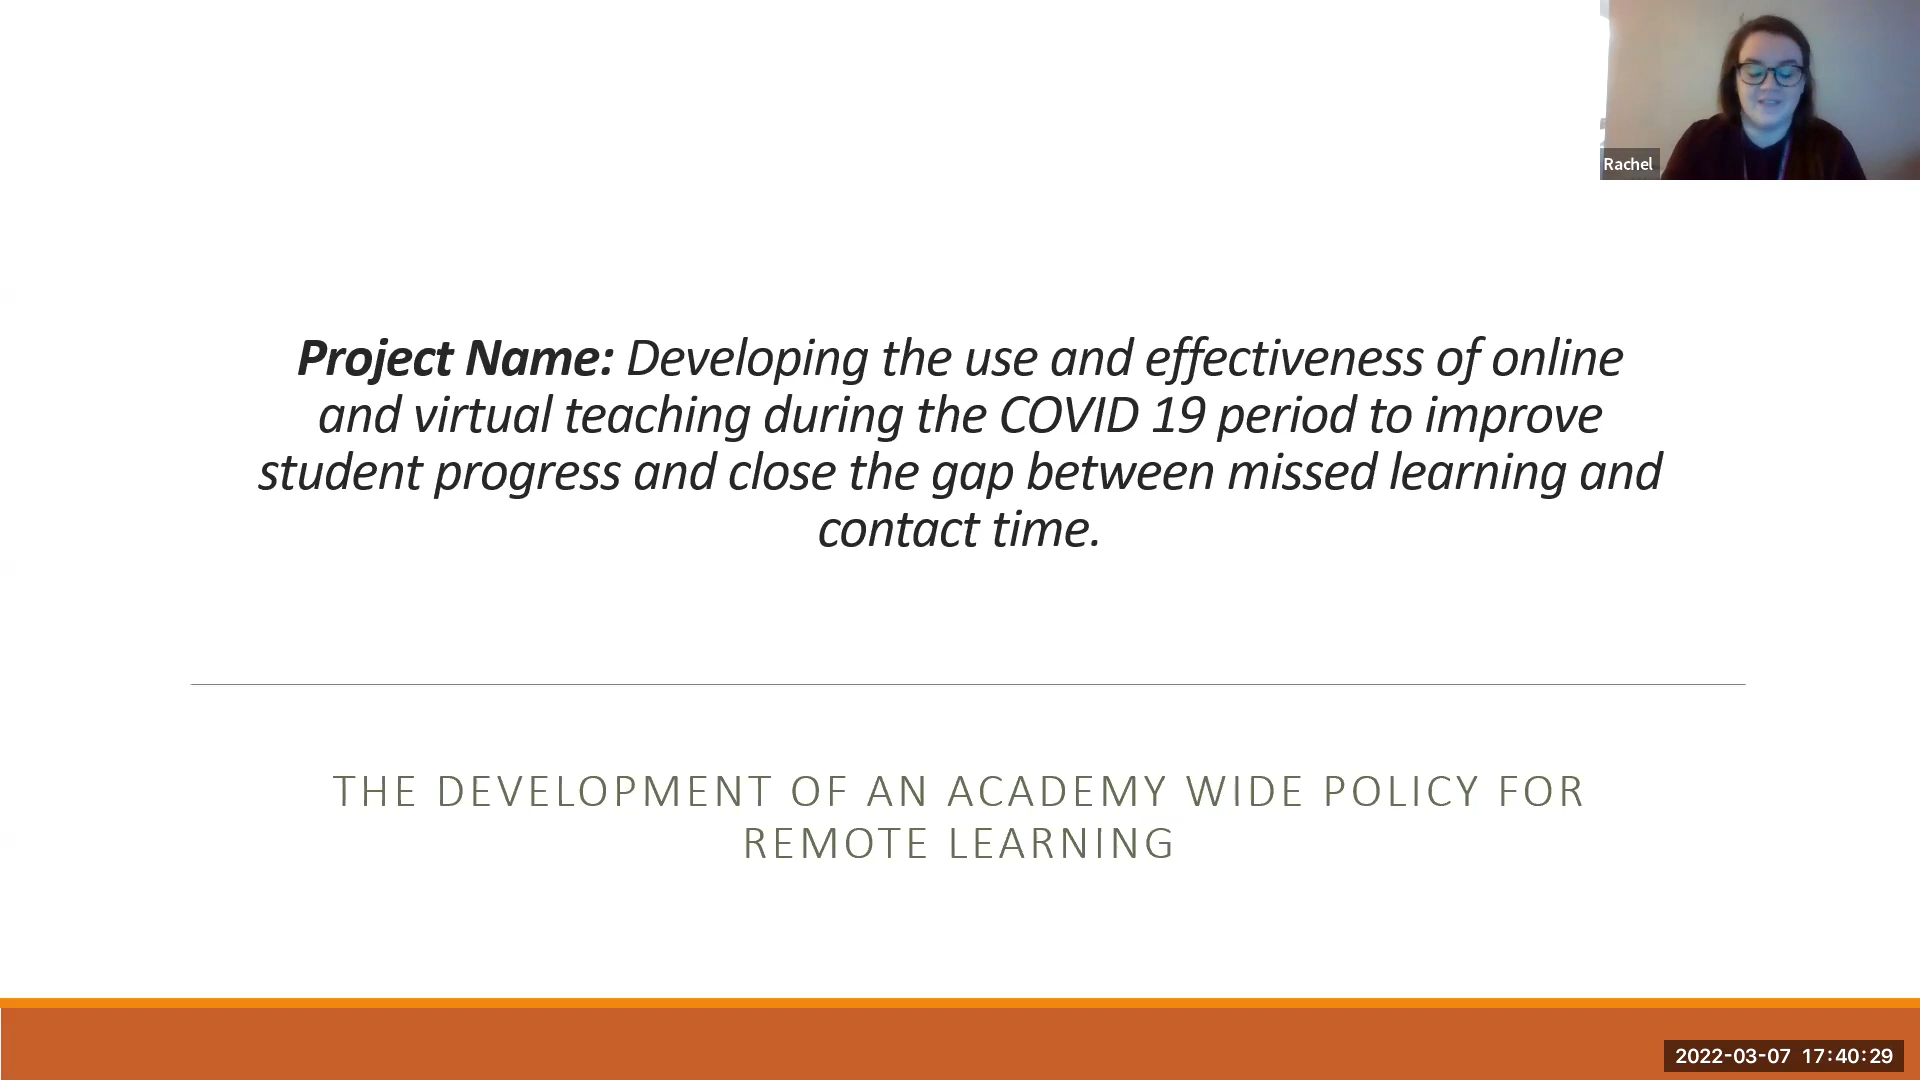 Rachel
Project Name: Developing the use and effectiveness of online
and virtual teaching during the COVID 19 period to improve
student progress and close the gap between missed learning and
contact time.
THE DEVELOPMENT OF AN ACADEMY WIDE POLICY FOR
REMOTE LEARNING
2022-03-07 17:40:29